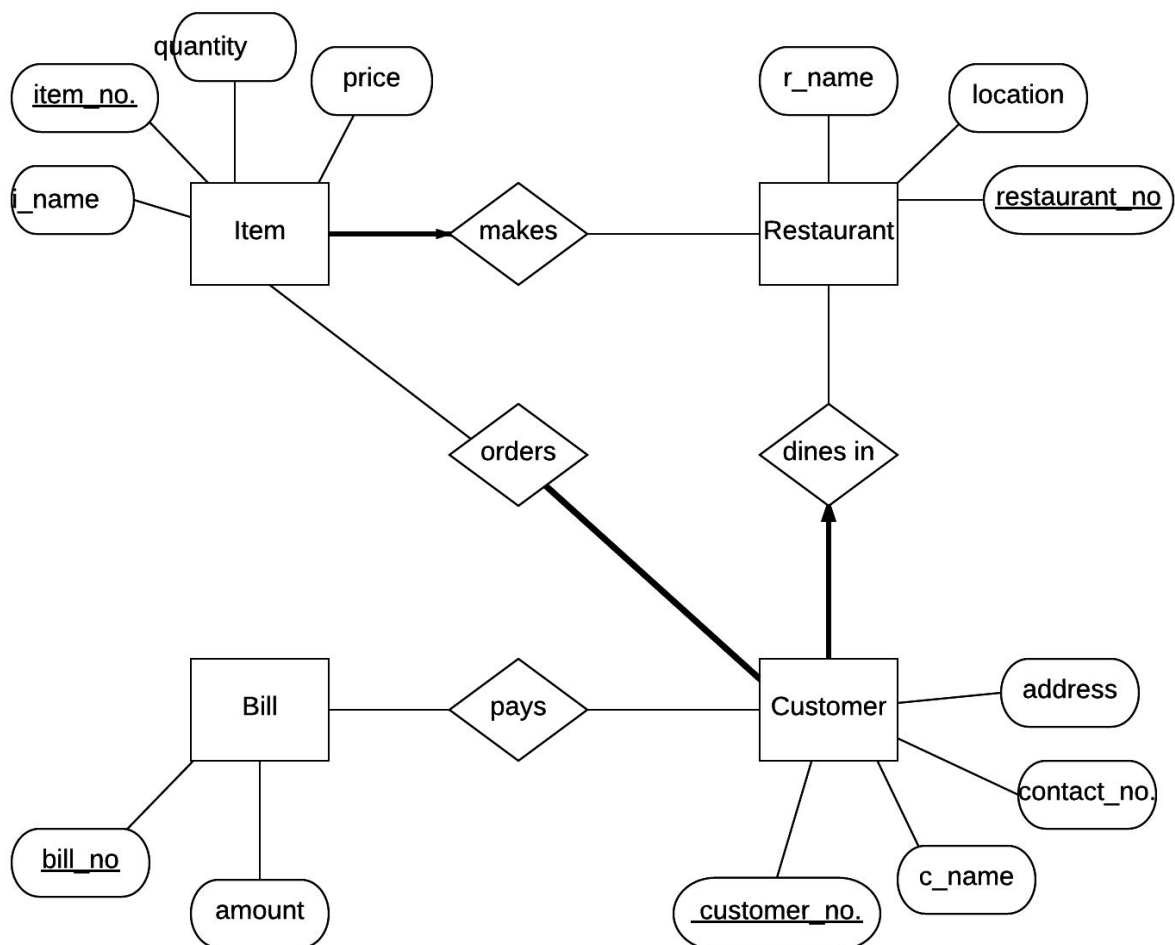 quantity
price
item_no.
i_name
Item
makes
r_name
location
restaurant_no
Restaurant
orders
dines in
Bill
pays
Customer
address
contact_no.
bill_no
amount
c_name
customer_no.